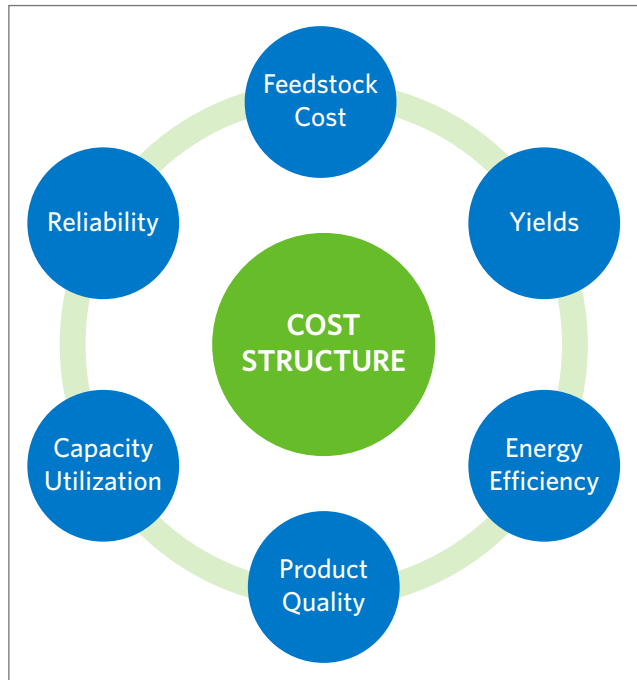 Feedstock
Cost
Reliability
Yields
COST
STRUCTURE
Capacity
Utilization
Energy
Efficiency
Product
Quality